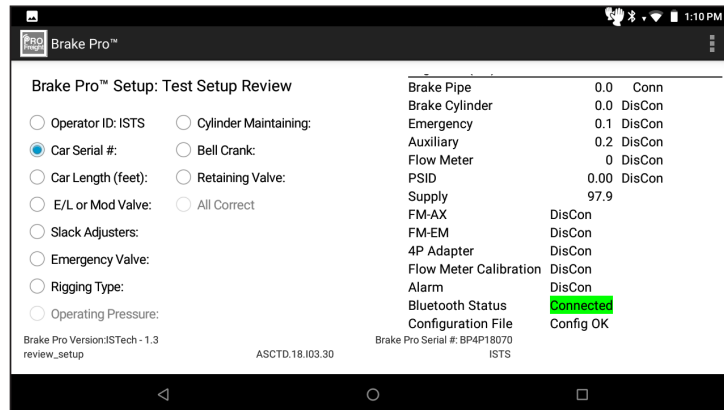 1:10 PM
PRO
Freight
Brake Pro™
Brake Pro™ Setup: Test Setup Review
Operator ID: ISTS
Cylinder Maintaining:
Car Serial #:
Bell Crank:
Car Length (feet):
Retaining Valve:
E/L or Mod Valve:
All Correct
Slack Adjusters:
Emergency Valve:
Rigging Type:
Operating Pressure:
Brake Pipe 0.0 Conn
Brake Cylinder 0.0 DisCon
Emergency 0.1 DisCon
Auxiliary 0.2 DisCon
Flow Meter 0 DisCon
PSID 0.00 DisCon
Supply 97.9
FM-AX DisCon
FM-EM DisCon
4P Adapter DisCon
Flow Meter Calibration DisCon
Alarm DisCon
Bluetooth Status Connected
Configuration File Config OK
Brake Pro Version:ISTech - 1.3 Brake Pro Serial #: BP4P18070
review_setup ASCTD.18.I03.30 ISTS